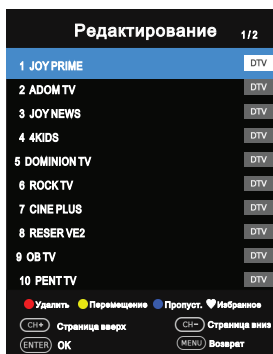 Редактирование 1/2
1 JOY PRIME DTV
2 ADOM TV DTV
3 JOY NEWS DTV
4 4KIDS DTV
5 DOMINION TV DTV
6 ROCK TV DTV
7 CINE PLUS DTV
8 RESER VE2 DTV
9 OB TV DTV
10 PENT TV DTV
Удалить Перемещение Пропуст. Избранное
CH+ Страница вверх CH- Страница вниз
ENTER OK MENU Возврат